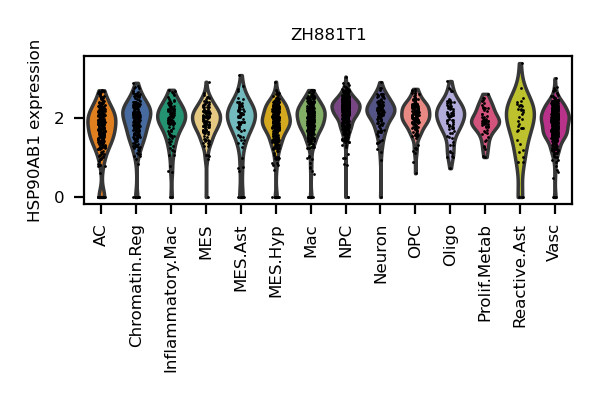 ZH881T1
HSP90AB1 expression
2
0
AC
Chromatin.Reg
Inflammatory.Mac
MES
MES.Ast
MES.Hyp
Mac
NPC
Neuron
OPC
Oligo
Prolif.Metab
Reactive.Ast
Vasc